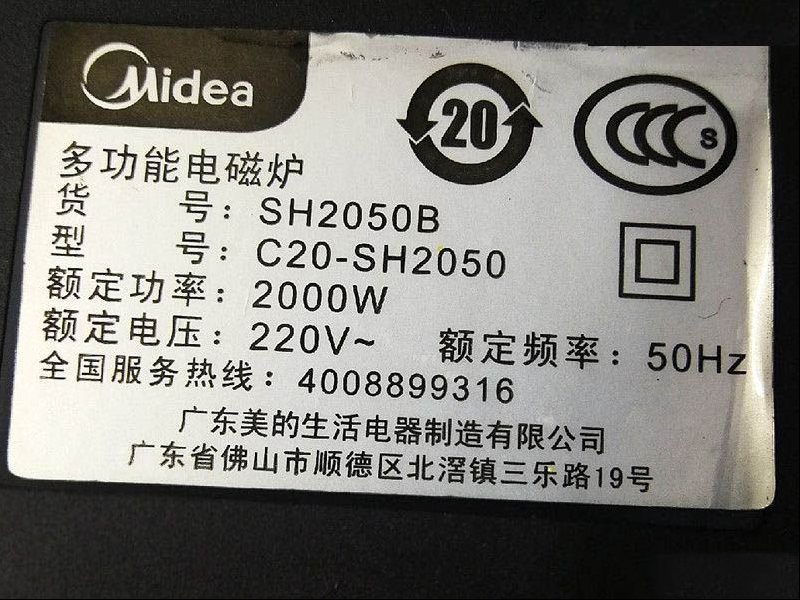 Midea
20
CCC S
多功能电磁炉
货 号：SH2050B
型 号：C20-SH2050
额定功率：2000W
额定电压：220V~ 额定频率：50Hz
全国服务热线：4008899316
广东美的生活电器制造有限公司
广东省佛山市顺德区北滘镇三乐路19号